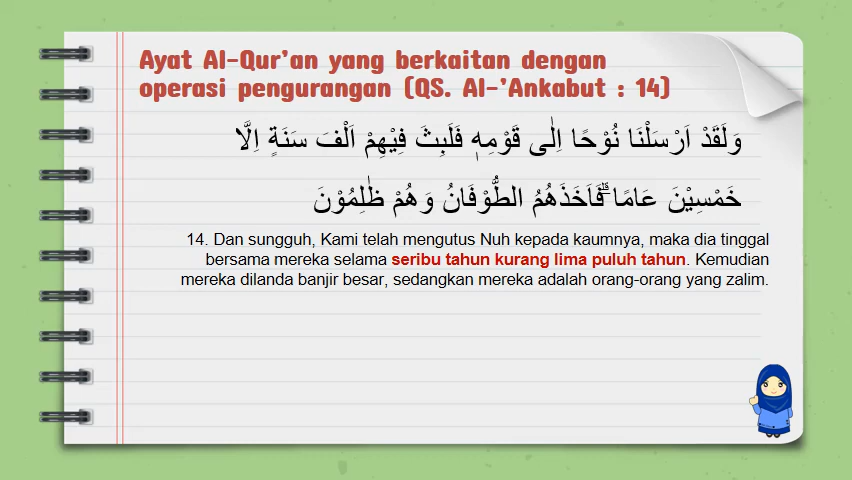 Ayat Al-Qur'an yang berkaitan dengan
operasi pengurangan (QS. Al-'Ankabut : 14)
وَلَقَدْ اَرْسَلْنَا نُوْحًا اِلٰى قَوْمِهٖ فَلَبِثَ فِيْهِمْ اَلْفَ سَنَةٍ اِلَّا
خَمْسِيْنَ عَامًا ۗفَاَخَذَهُمُ الطُّوْفَانُ وَهُمْ ظٰلِمُوْنَ
14. Dan sungguh, Kami telah mengutus Nuh kepada kaumnya, maka dia tinggal
bersama mereka selama seribu tahun kurang lima puluh tahun. Kemudian
mereka dilanda banjir besar, sedangkan mereka adalah orang-orang yang zalim.